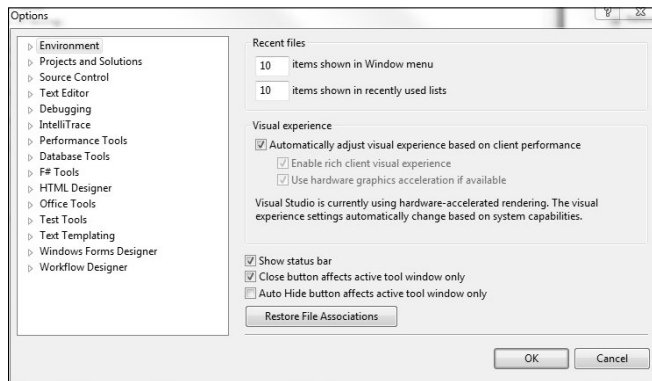 Options
Environment
Projects and Solutions
Source Control
Text Editor
Debugging
IntelliTrace
Performance Tools
Database Tools
F# Tools
HTML Designer
Office Tools
Test Tools
Text Templating
Windows Forms Designer
Workflow Designer
Recent files
10 items shown in Window menu
10 items shown in recently used lists
Visual experience
Automatically adjust visual experience based on client performance
Enable rich client visual experience
Use hardware graphics acceleration if available
Visual Studio is currently using hardware-accelerated rendering. The visual
experience settings automatically change based on system capabilities.
Show status bar
Close button affects active tool window only
Auto Hide button affects active tool window only
Restore File Associations
OK Cancel